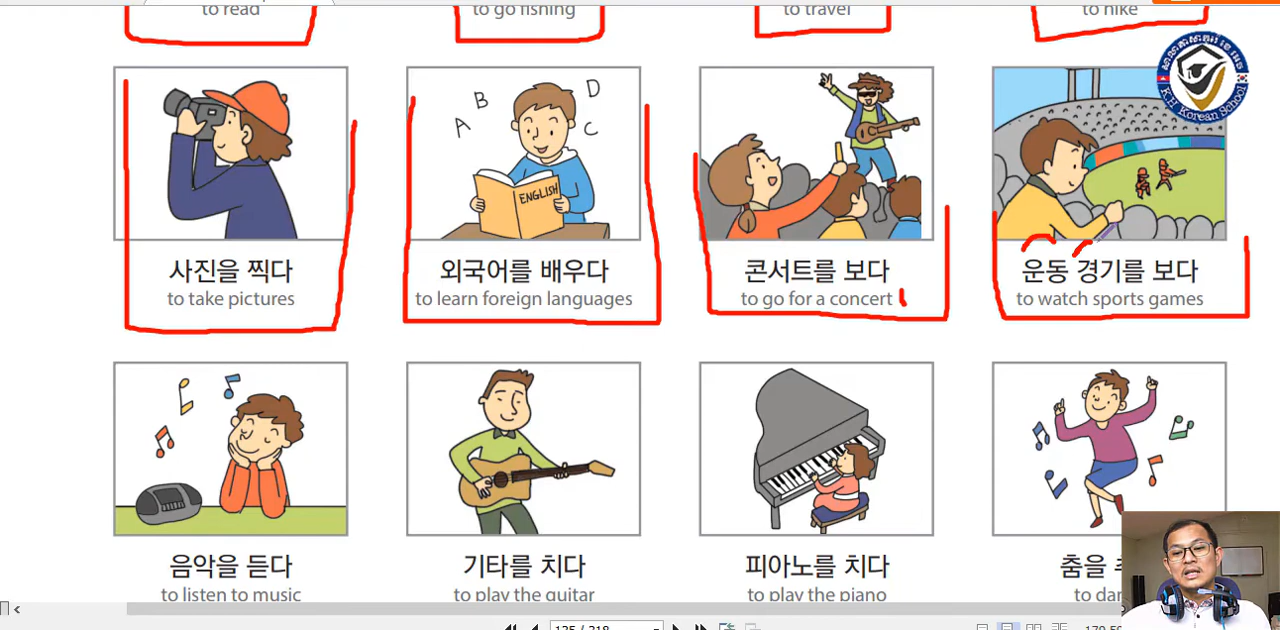 to read
to go fishing
to travel
to hike
A B D C
ENGLISH
KH Korean School
사진을 찍다
외국어를 배우다
콘서트를 보다
운동 경기를 보다
to take pictures
to learn foreign languages
to go for a concert
to watch sports games
음악을 듣다
기타를 치다
피아노를 치다
춤을
to listen to music
to play the guitar
to play the piano